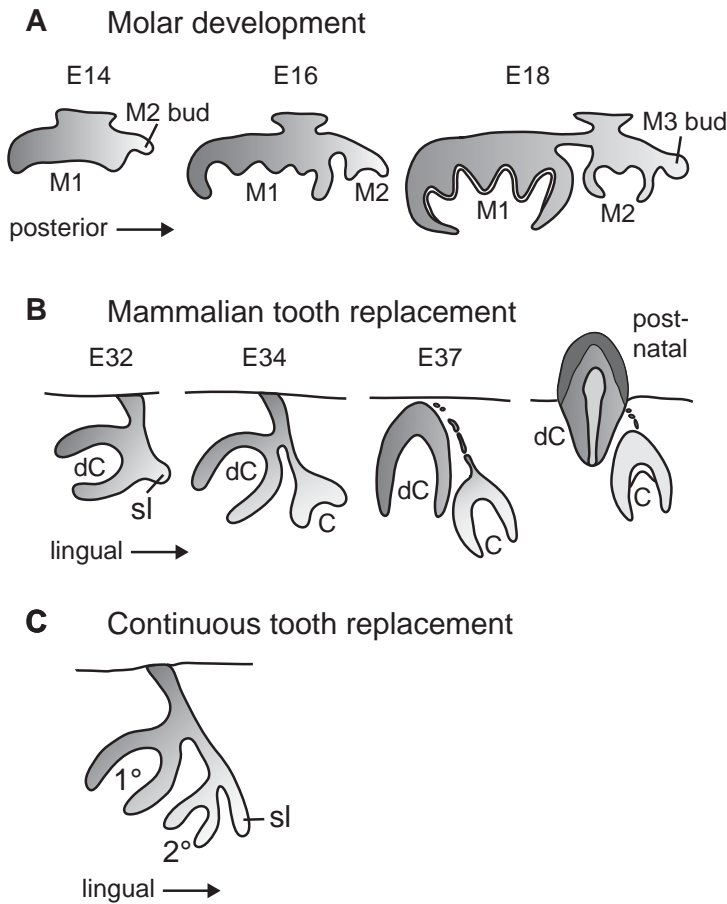 A Molar development
E14 E16 E18
M2 bud
M3 bud
M1 M1 M2 M1 M2
posterior
B Mammalian tooth replacement
E32 E34 E37 post-
natal
dC dC dC dC
sl C C C
lingual
C Continuous tooth replacement
1°
2°
sl
lingual